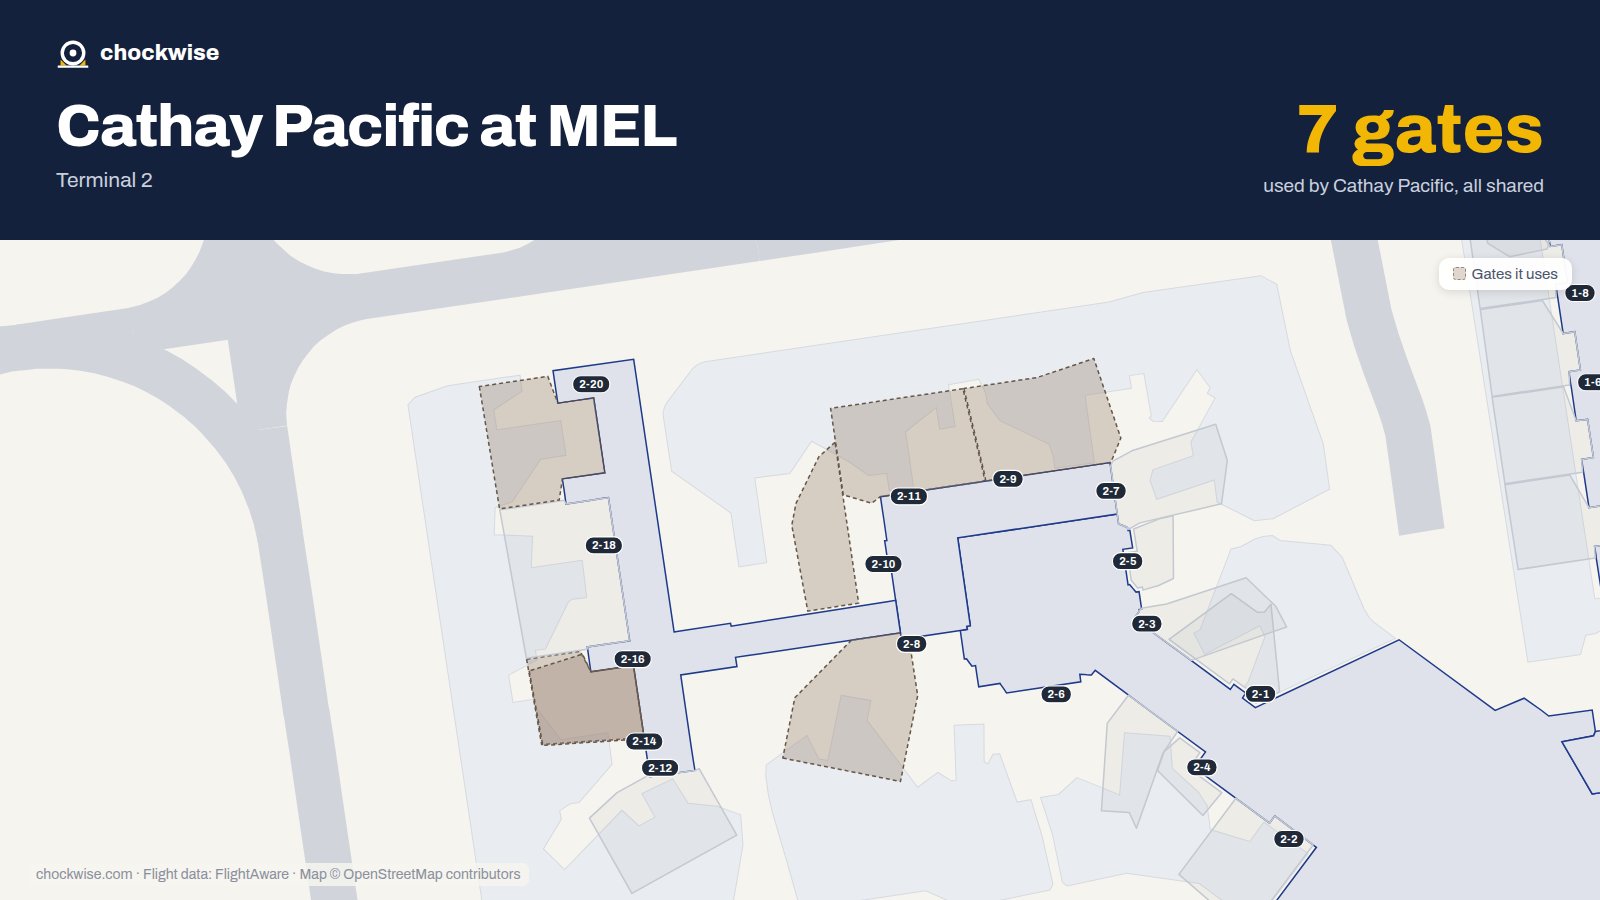 chockwise
Cathay Pacific at MEL
Terminal 2
7 gates
used by Cathay Pacific, all shared
Gates it uses
1-8
1-6
2-20
2-9
2-7
2-11
2-18
2-10
2-5
2-3
2-8
2-16
2-6
2-1
2-14
2-12
2-4
2-2
chockwise.com · Flight data: FlightAware · Map © OpenStreetMap contributors